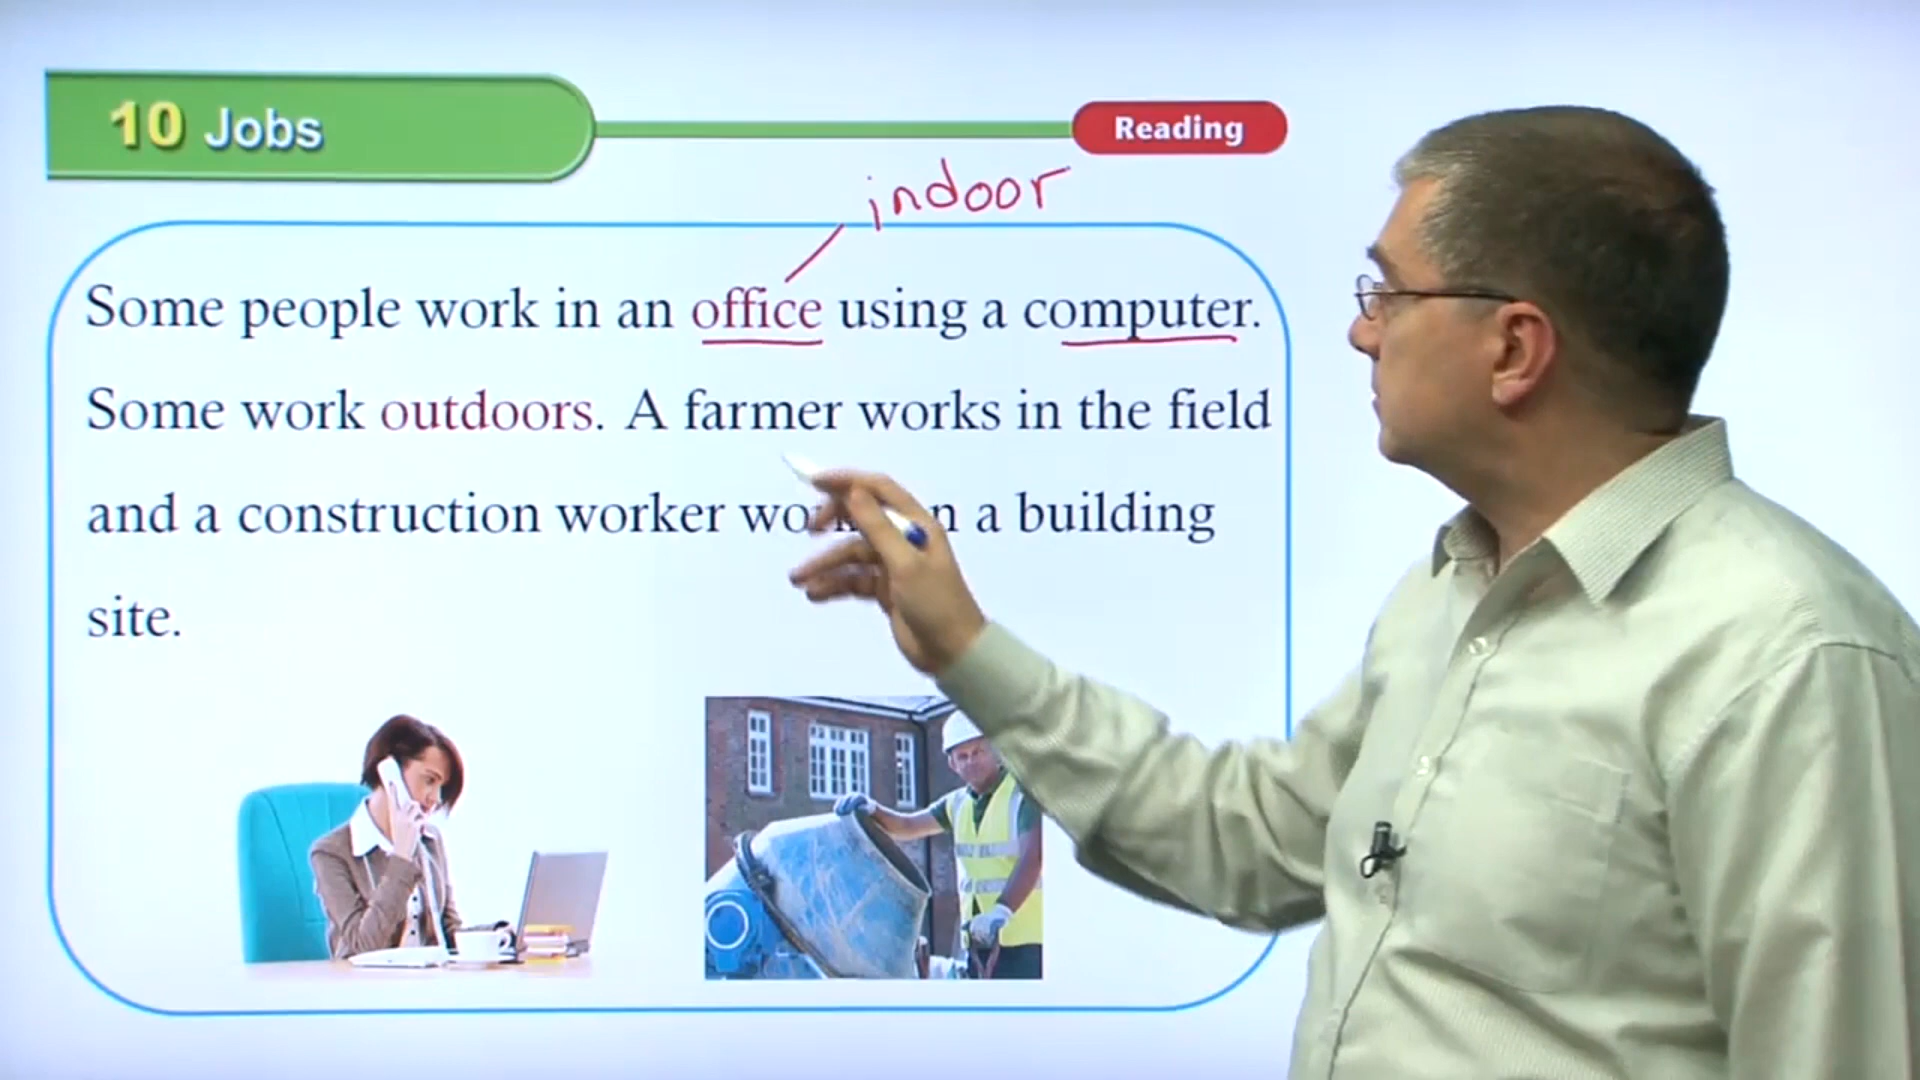 10 Jobs
Reading
indoor
Some people work in an office using a computer.
Some work outdoors. A farmer works in the field
and a construction worker a building
site.